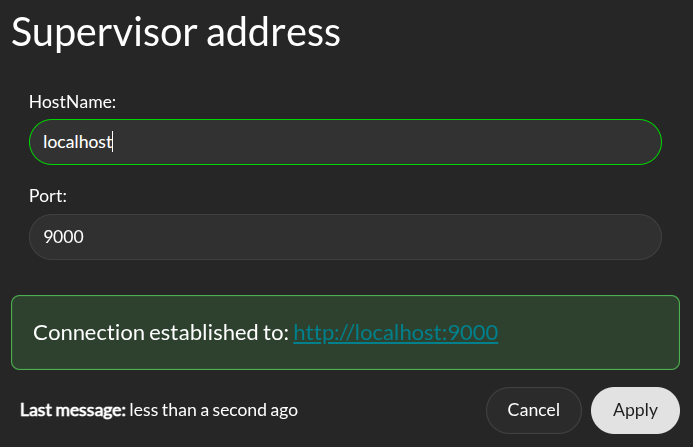 Supervisor address
HostName:
localhost
Port:
9000
Connection established to: http://localhost:9000
Last message: less than a second ago
Cancel
Apply